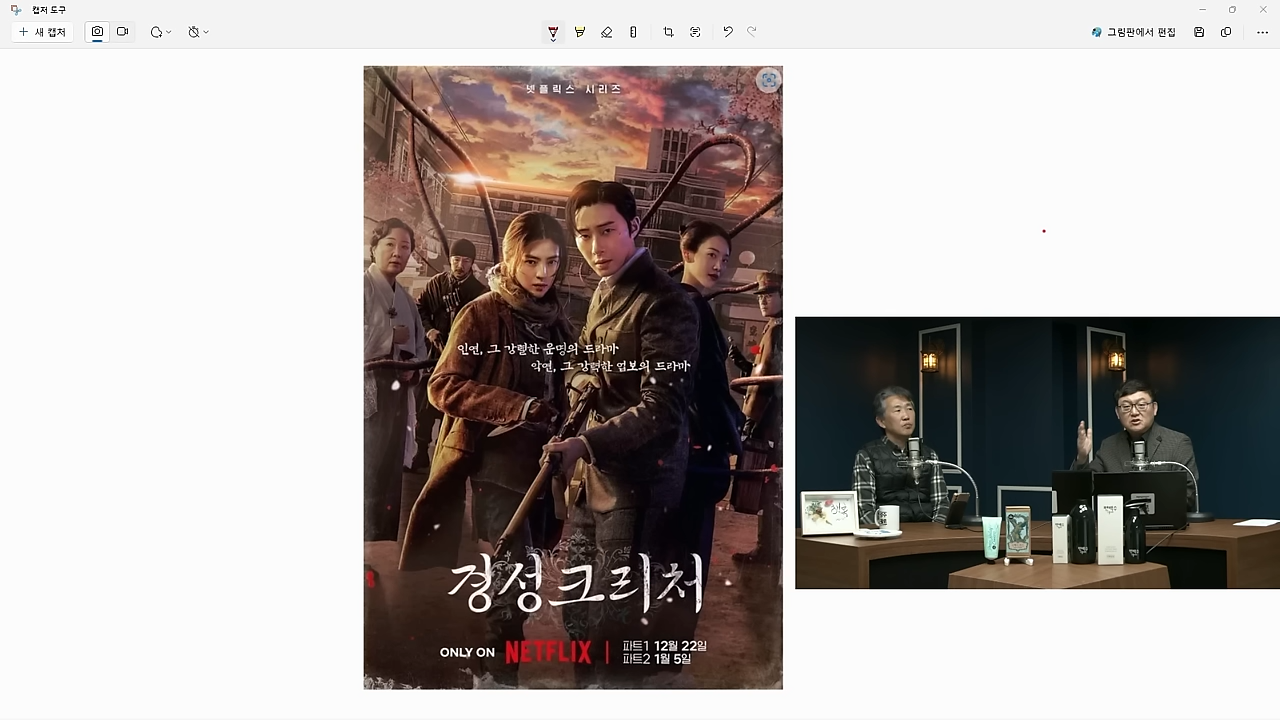 캡처 도구
새 캡처
그림판에서 편집
넷플릭스 시리즈
인연, 그 강렬한 운명의 드라마
악연, 그 강력한 업보의 드라마
경성크리처
ONLY ON NETFLIX
파트1 12월 22일
파트2 1월 5일